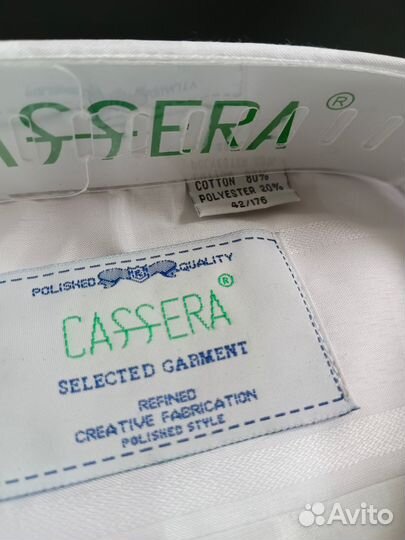 CASSERA ®
COTTON 80%
POLYESTER 20%
42/176
POLISHED QUALITY
CASSERA ®
SELECTED GARMENT
REFINED
CREATIVE FABRICATION
POLISHED STYLE
Avito